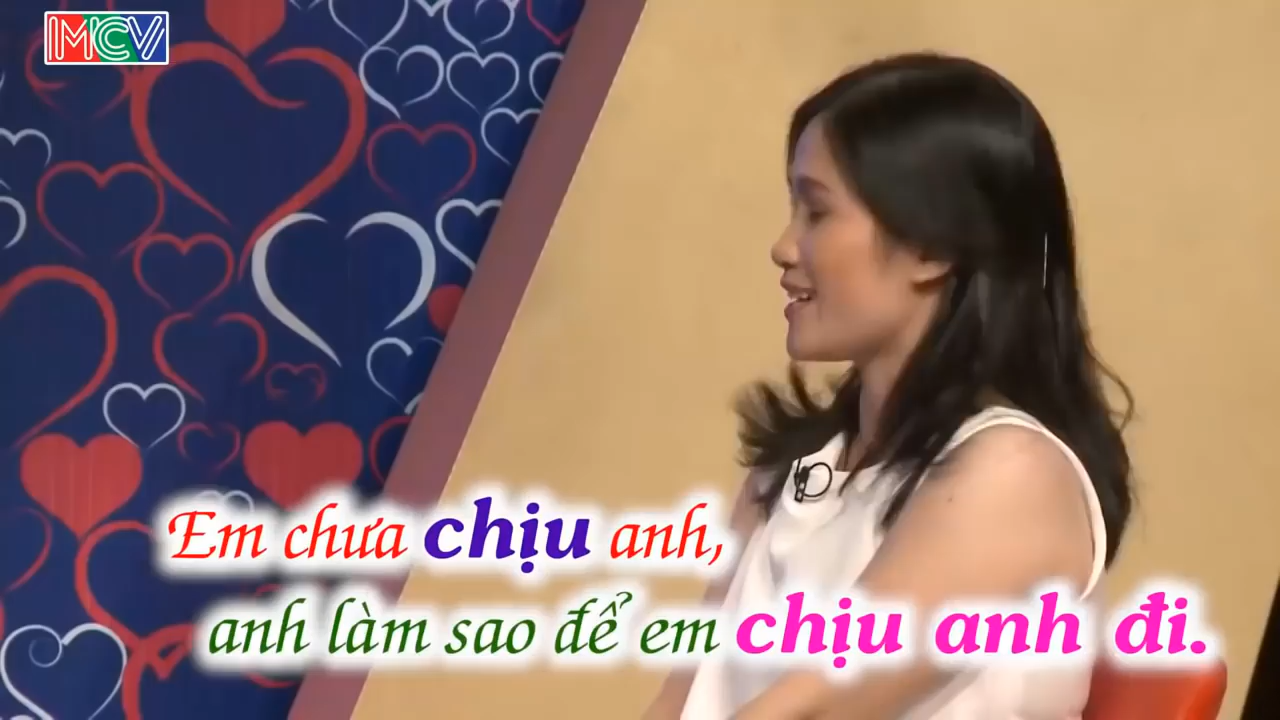 MCV
Em chưa chịu anh,
anh làm sao để em chịu anh đi.